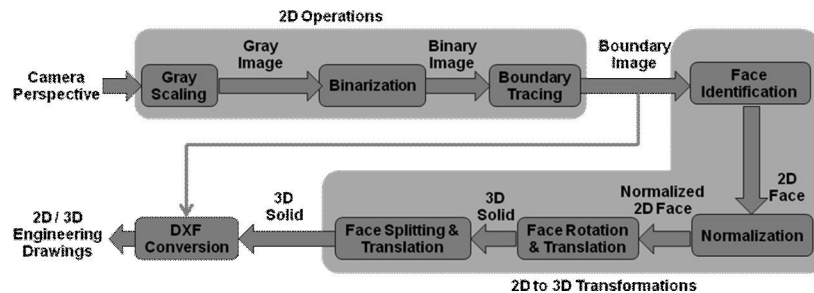 2D Operations
Gray
Image
Binary
Image
Boundary
Image
Camera
Perspective
Gray
Scaling
Binarization
Boundary
Tracing
Face
Identification
2D
Face
Normalized
2D Face
3D
Solid
3D
Solid
2D / 3D
Engineering
Drawings
DXF
Conversion
Face Splitting &
Translation
Face Rotation
& Translation
Normalization
2D to 3D Transformations